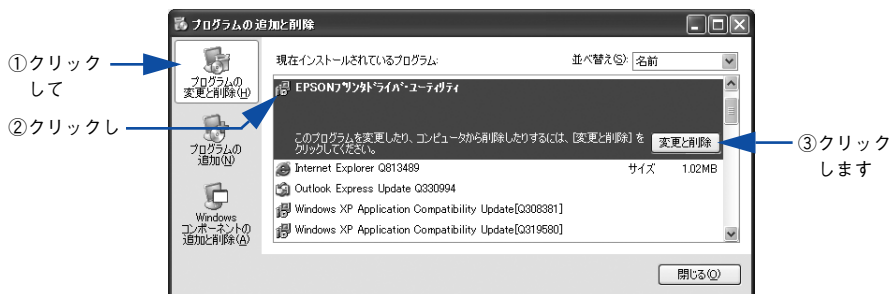 プログラムの追加と削除
①クリック
して
②クリックし
③クリック
します
プログラムの
変更と削除(H)
プログラムの
追加(N)
Windows
コンポーネントの
追加と削除(A)
現在インストールされているプログラム:
並べ替え(S): 名前
EPSONプリンタドライバ・ユーティリティ
このプログラムを変更したり、コンピュータから削除したりするには、[変更と削除] を
クリックしてください。
変更と削除
Internet Explorer Q813489 サイズ 1.02MB
Outlook Express Update Q330994
Windows XP Application Compatibility Update[Q308381]
Windows XP Application Compatibility Update[Q319580]
閉じる(O)